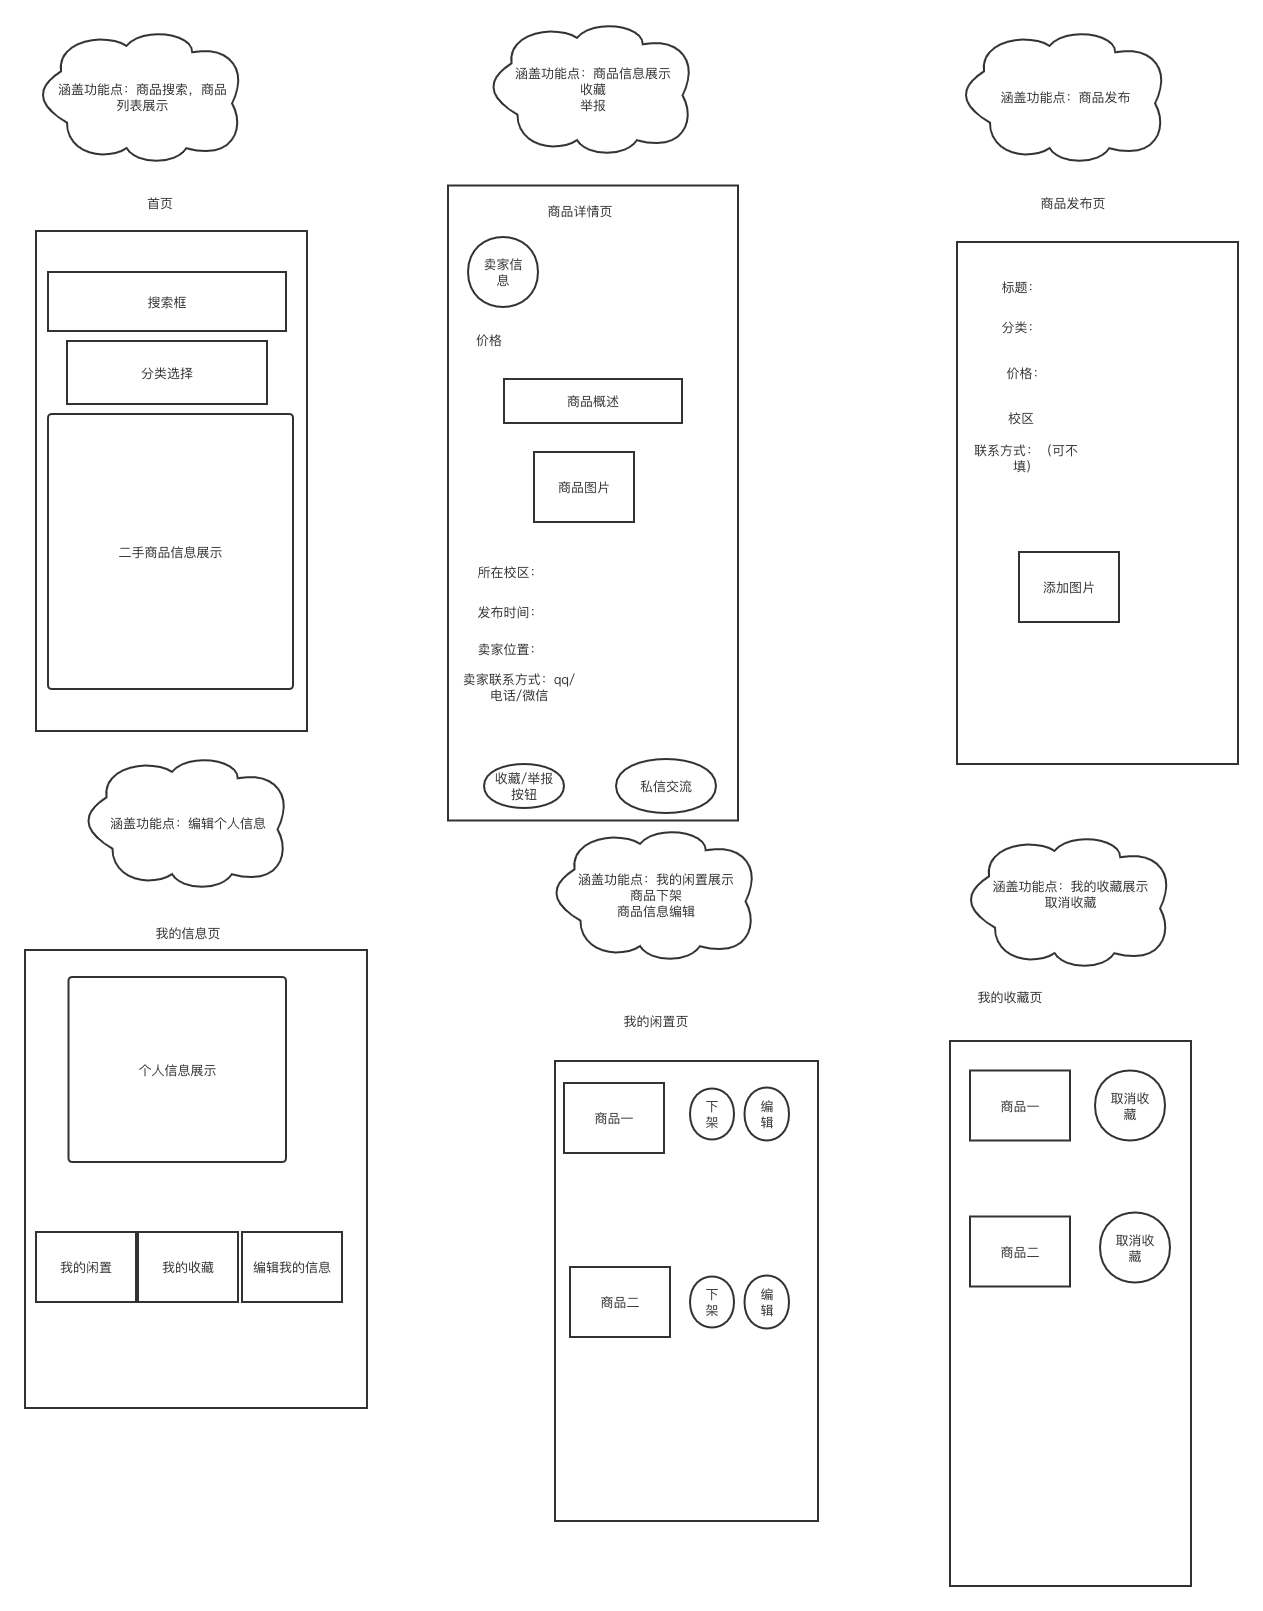 涵盖功能点：商品搜索，商品
列表展示
首页
搜索框
分类选择
二手商品信息展示
涵盖功能点：商品信息展示
收藏
举报
商品详情页
卖家信
息
价格
商品概述
商品图片
所在校区：
发布时间：
卖家位置：
卖家联系方式：qq/
电话/微信
收藏/举报
按钮
私信交流
涵盖功能点：商品发布
商品发布页
标题：
分类：
价格：
校区
联系方式：（可不
填）
添加图片
涵盖功能点：编辑个人信息
我的信息页
个人信息展示
我的闲置
我的收藏
编辑我的信息
涵盖功能点：我的闲置展示
商品下架
商品信息编辑
我的闲置页
商品一
下
架
编
辑
商品二
下
架
编
辑
涵盖功能点：我的收藏展示
取消收藏
我的收藏页
商品一
取消收
藏
商品二
取消收
藏